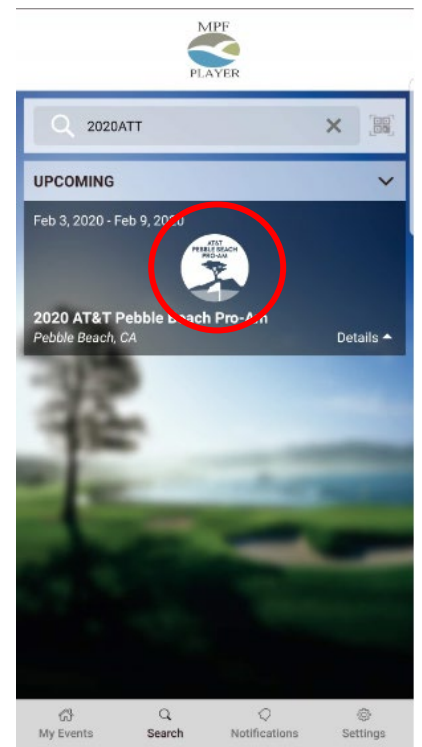 MPF
PLAYER
2020ATT
UPCOMING
Feb 3, 2020 - Feb 9, 2020
AT&T
PEBBLE BEACH
PRO-AM
2020 AT&T Pebble Beach Pro-Am
Pebble Beach, CA
Details
My Events
Search
Notifications
Settings